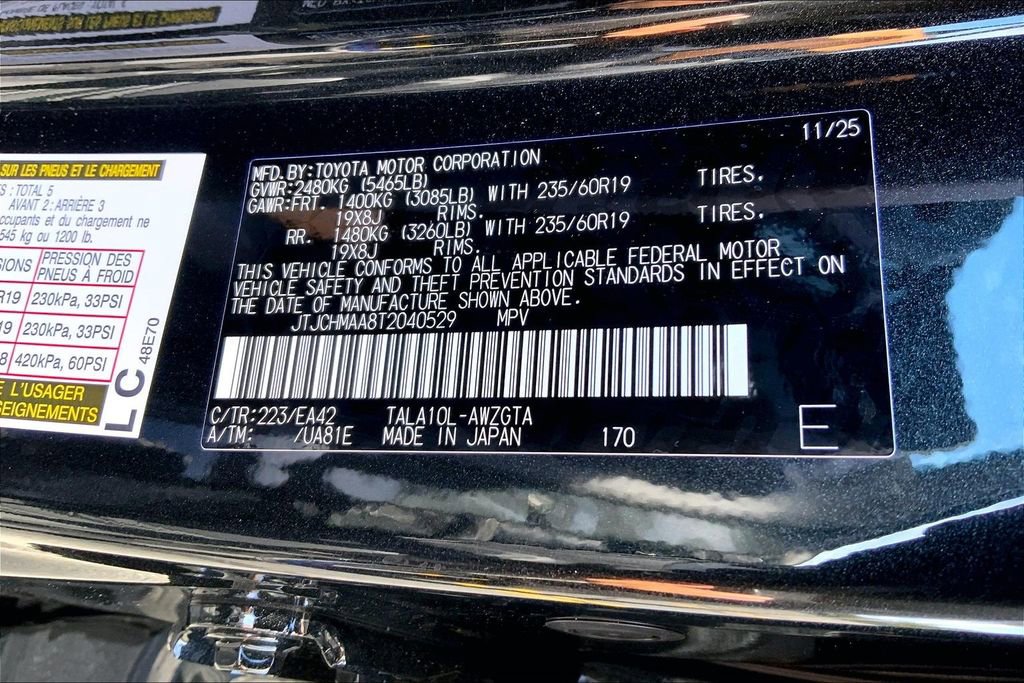 SUR LES PNEUS ET LE CHARGEMENT
: TOTAL 5
AVANT 2: ARRIÈRE 3
occupants et du chargement ne
545 kg ou 1200 lb.
PRESSION DES
PNEUS À FROID
R19 230kPa, 33PSI
19 230kPa, 33PSI
420kPa, 60PSI
L'USAGER
LC 48E70
11/25
MFD.BY:TOYOTA MOTOR CORPORATION
GVWR:2480KG (5465LB)
GAWR:FRT. 1400KG (3085LB) WITH 235/60R19 TIRES.
19X8J RIMS.
RR. 1480KG (3260LB) WITH 235/60R19 TIRES.
19X8J RIMS.
THIS VEHICLE CONFORMS TO ALL APPLICABLE FEDERAL MOTOR
VEHICLE SAFETY AND THEFT PREVENTION STANDARDS IN EFFECT ON
THE DATE OF MANUFACTURE SHOWN ABOVE.
JTJCHMAA8T2040529 MPV
C/TR:223/EA42 TALA10L-AWZGTA
A/TM: /UA81E MADE IN JAPAN 170 E